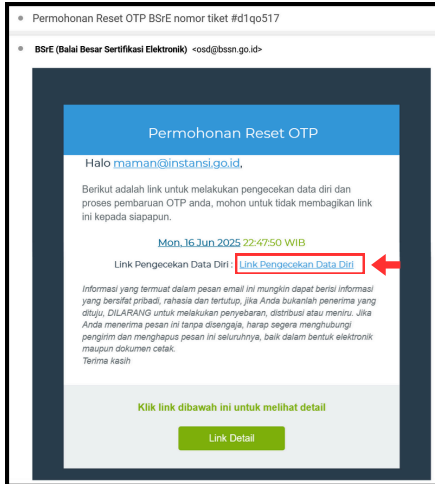 Permohonan Reset OTP BSrE nomor tiket #d1qo517
BSrE (Balai Besar Sertifikasi Elektronik) <osd@bssn.go.id>
Permohonan Reset OTP
Halo maman@instansi.go.id,
Berikut adalah link untuk melakukan pengecekan data diri dan
proses pembaruan OTP anda, mohon untuk tidak membagikan link
ini kepada siapapun.
Mon, 16 Jun 2025 22:47:50 WIB
Link Pengecekan Data Diri : Link Pengecekan Data Diri
Informasi yang termuat dalam pesan email ini mungkin dapat berisi informasi
yang bersifat pribadi, rahasia dan tertutup, jika Anda bukanlah penerima yang
dituju, DILARANG untuk melakukan penyebaran, distribusi atau meniru. Jika
Anda menerima pesan ini tanpa disengaja, harap segera menghubungi
pengirim dan menghapus pesan ini seluruhnya, baik dalam bentuk elektronik
maupun dokumen cetak.
Terima kasih
Klik link dibawah ini untuk melihat detail
Link Detail